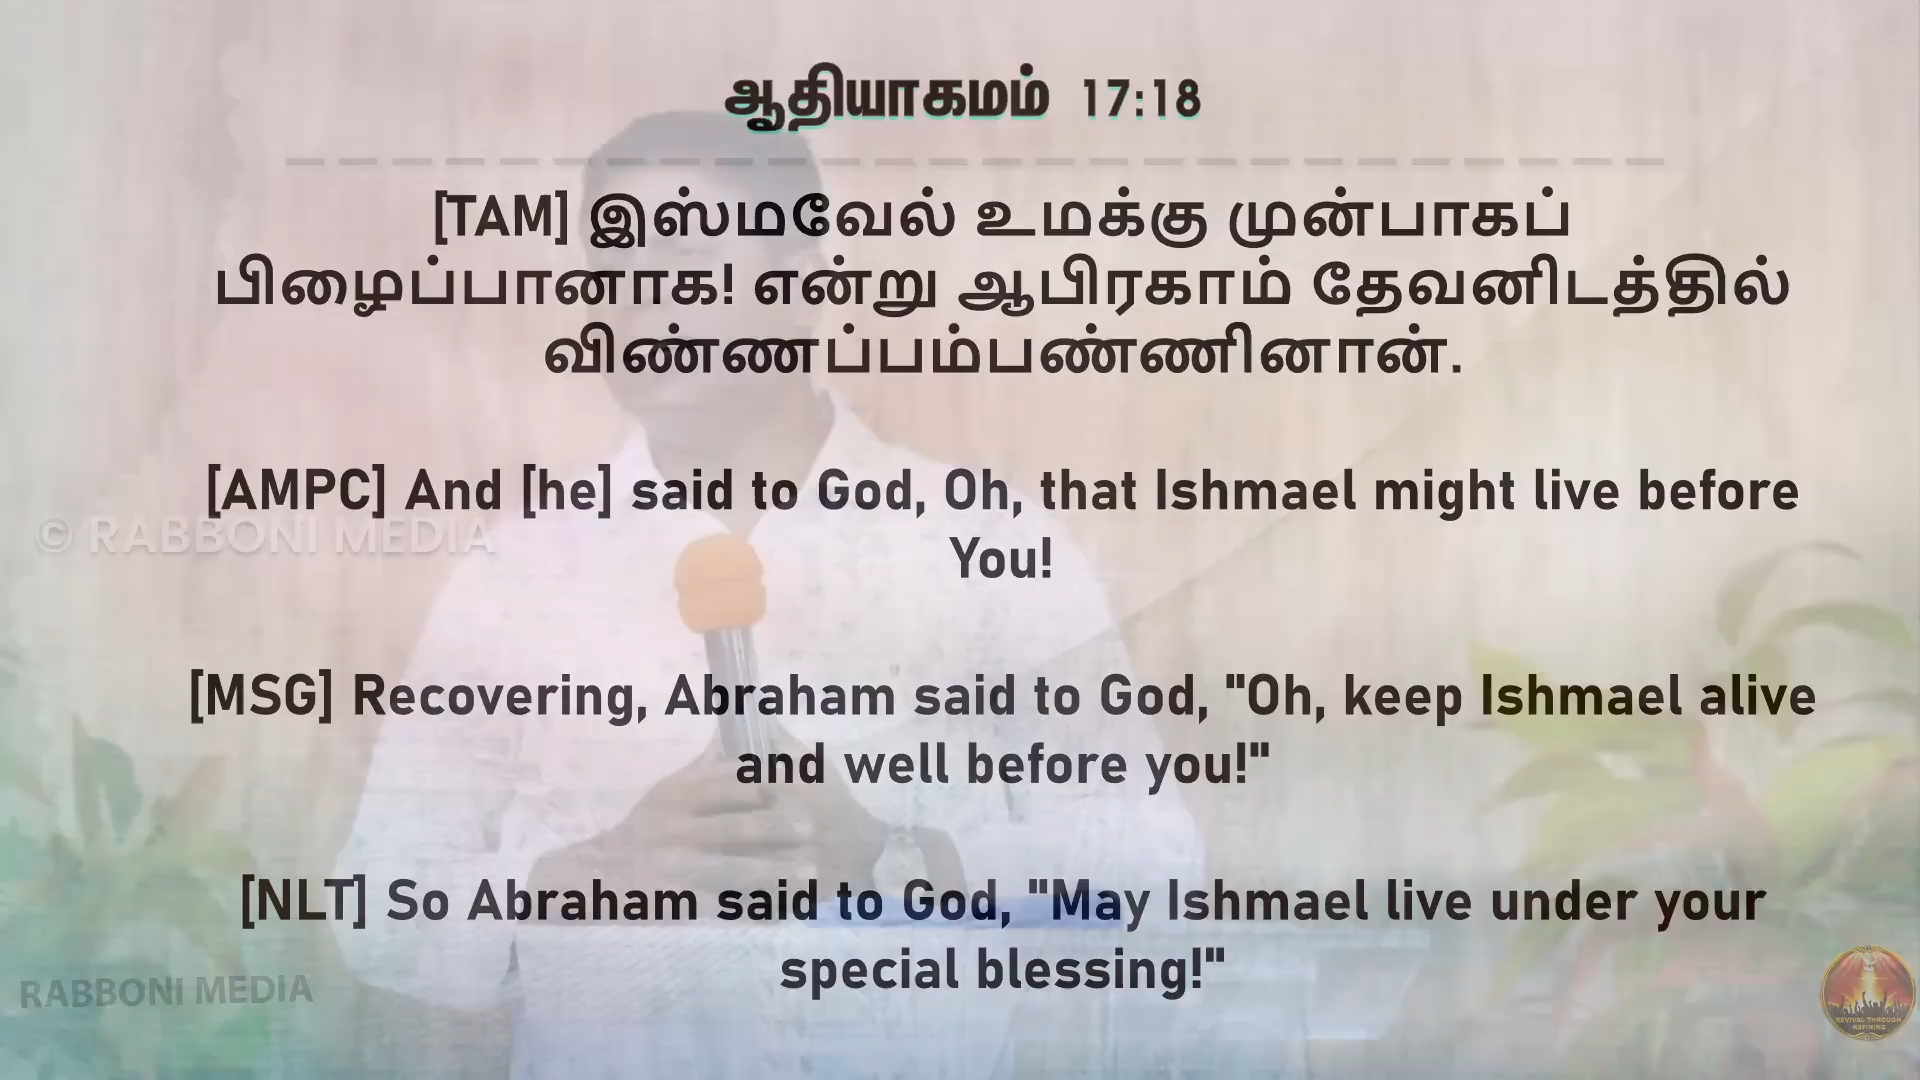 ஆதியாகமம் 17:18
[TAM] இஸ்மவேல் உமக்கு முன்பாகப்
பிழைப்பானாக! என்று ஆபிரகாம் தேவனிடத்தில்
விண்ணப்பம்பண்ணினான்.
[AMPC] And [he] said to God, Oh, that Ishmael might live before
You!
© RABBONI MEDIA
[MSG] Recovering, Abraham said to God, "Oh, keep Ishmael alive
and well before you!"
[NLT] So Abraham said to God, "May Ishmael live under your
special blessing!"
RABBONI MEDIA
REVIVAL THROUGH
REFINING